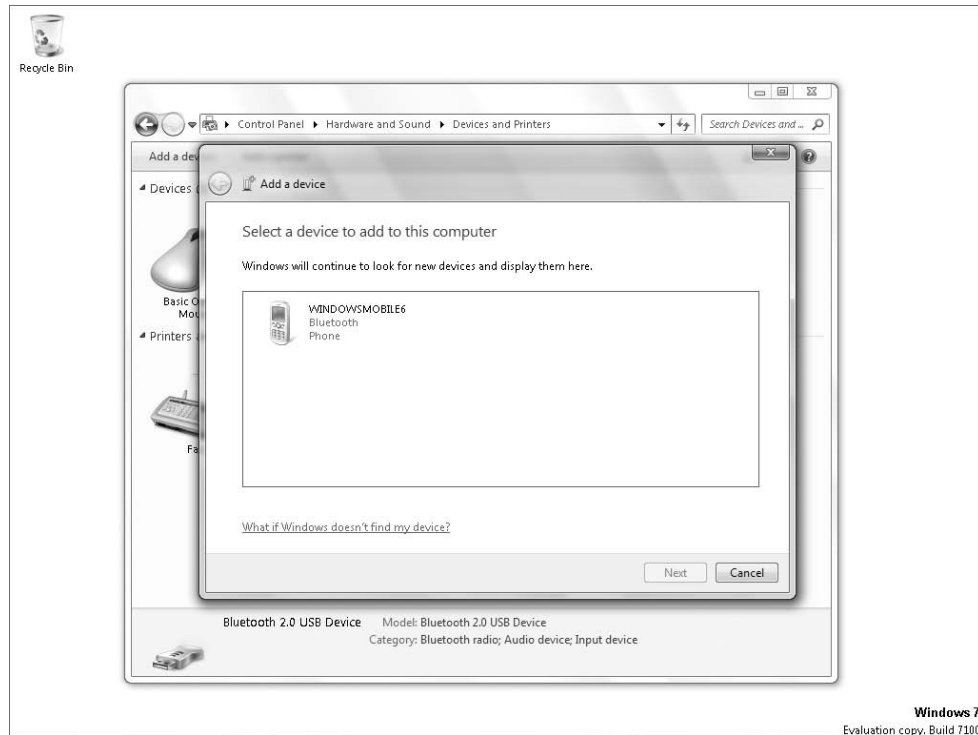 Recycle Bin
Control Panel ▸ Hardware and Sound ▸ Devices and Printers
Search Devices and ...
Add a dev
Devices
Add a device
Select a device to add to this computer
Windows will continue to look for new devices and display them here.
WINDOWSMOBILE6
Bluetooth
Phone
Basic O
Mou
Printers
Fa
What if Windows doesn't find my device?
Next
Cancel
Bluetooth 2.0 USB Device Model: Bluetooth 2.0 USB Device
Category: Bluetooth radio; Audio device; Input device
Windows 7
Evaluation copy. Build 7100